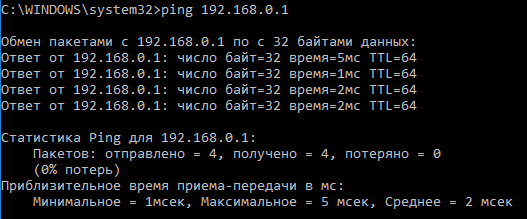 C:\WINDOWS\system32>ping 192.168.0.1
Обмен пакетами с 192.168.0.1 по с 32 байтами данных:
Ответ от 192.168.0.1: число байт=32 время=5мс TTL=64
Ответ от 192.168.0.1: число байт=32 время=1мс TTL=64
Ответ от 192.168.0.1: число байт=32 время=2мс TTL=64
Ответ от 192.168.0.1: число байт=32 время=2мс TTL=64
Статистика Ping для 192.168.0.1:
Пакетов: отправлено = 4, получено = 4, потеряно = 0
(0% потерь)
Приблизительное время приема-передачи в мс:
Минимальное = 1мсек, Максимальное = 5 мсек, Среднее = 2 мсек